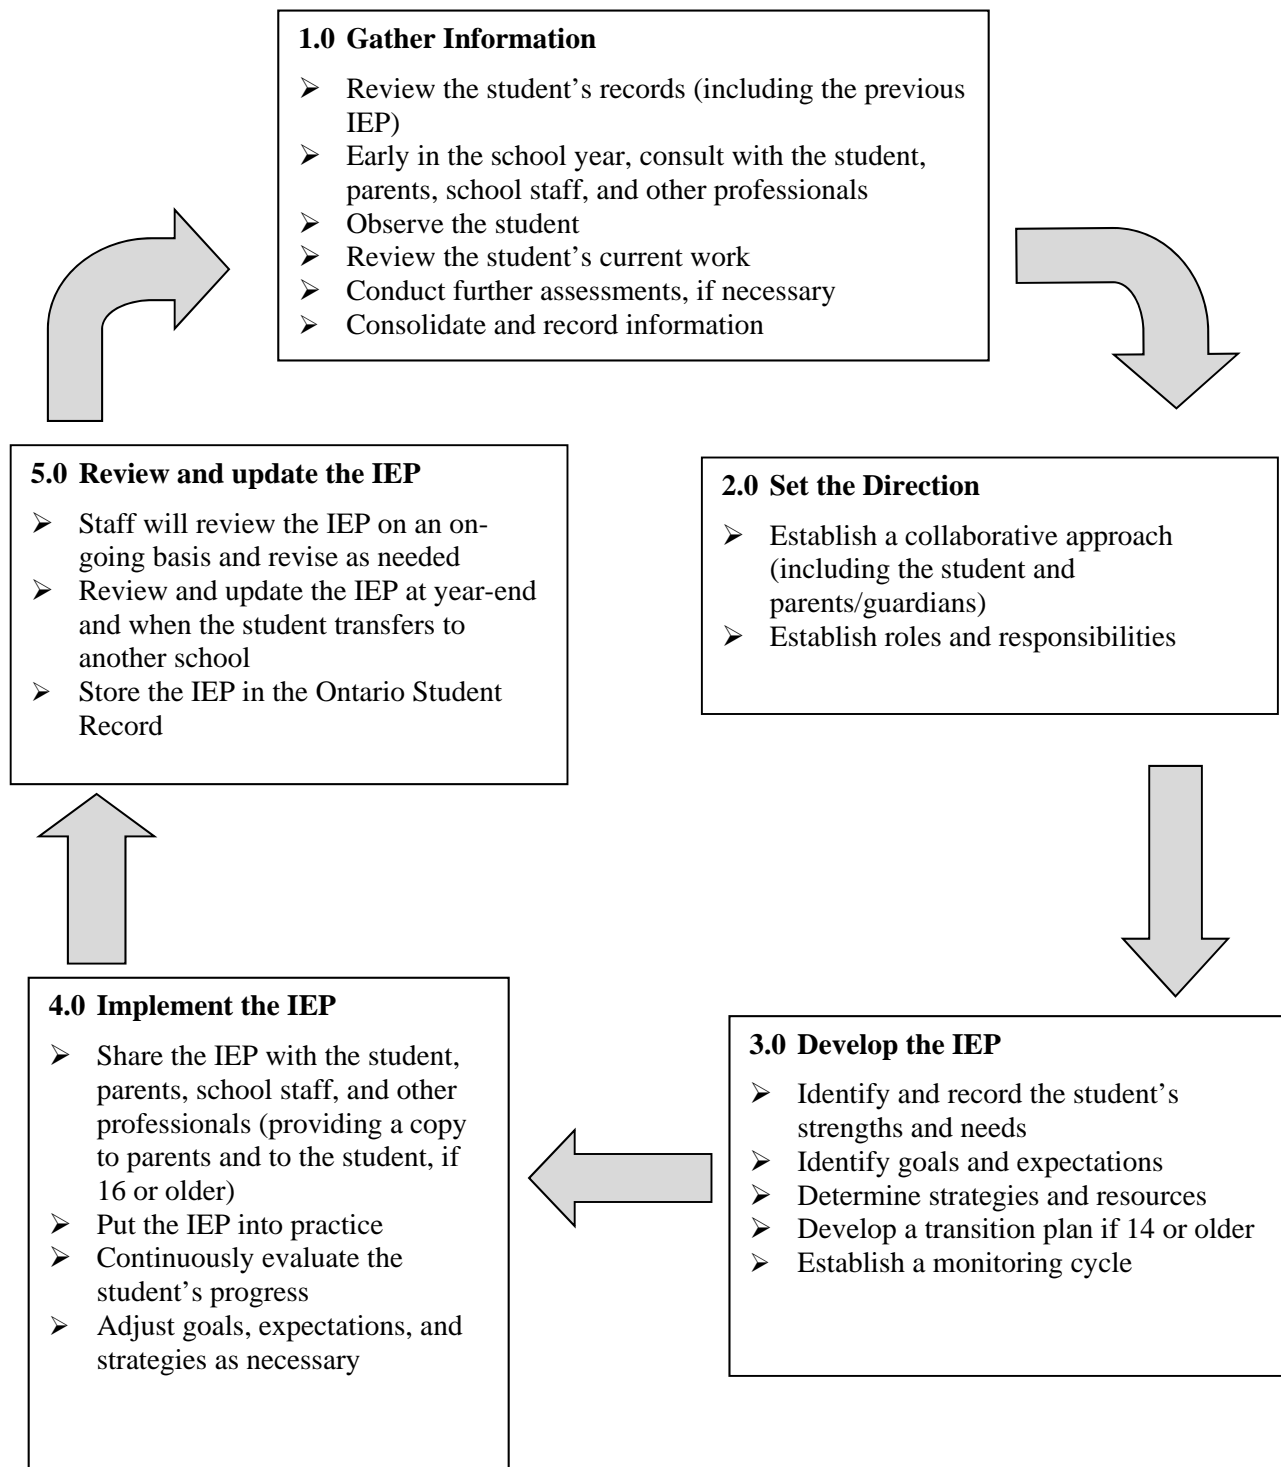 1.0 Gather Information
➢ Review the student’s records (including the previous
IEP)
➢ Early in the school year, consult with the student,
parents, school staff, and other professionals
➢ Observe the student
➢ Review the student’s current work
➢ Conduct further assessments, if necessary
➢ Consolidate and record information
2.0 Set the Direction
➢ Establish a collaborative approach
(including the student and
parents/guardians)
➢ Establish roles and responsibilities
3.0 Develop the IEP
➢ Identify and record the student’s
strengths and needs
➢ Identify goals and expectations
➢ Determine strategies and resources
➢ Develop a transition plan if 14 or older
➢ Establish a monitoring cycle
4.0 Implement the IEP
➢ Share the IEP with the student,
parents, school staff, and other
professionals (providing a copy
to parents and to the student, if
16 or older)
➢ Put the IEP into practice
➢ Continuously evaluate the
student’s progress
➢ Adjust goals, expectations, and
strategies as necessary
5.0 Review and update the IEP
➢ Staff will review the IEP on an on-
going basis and revise as needed
➢ Review and update the IEP at year-end
and when the student transfers to
another school
➢ Store the IEP in the Ontario Student
Record